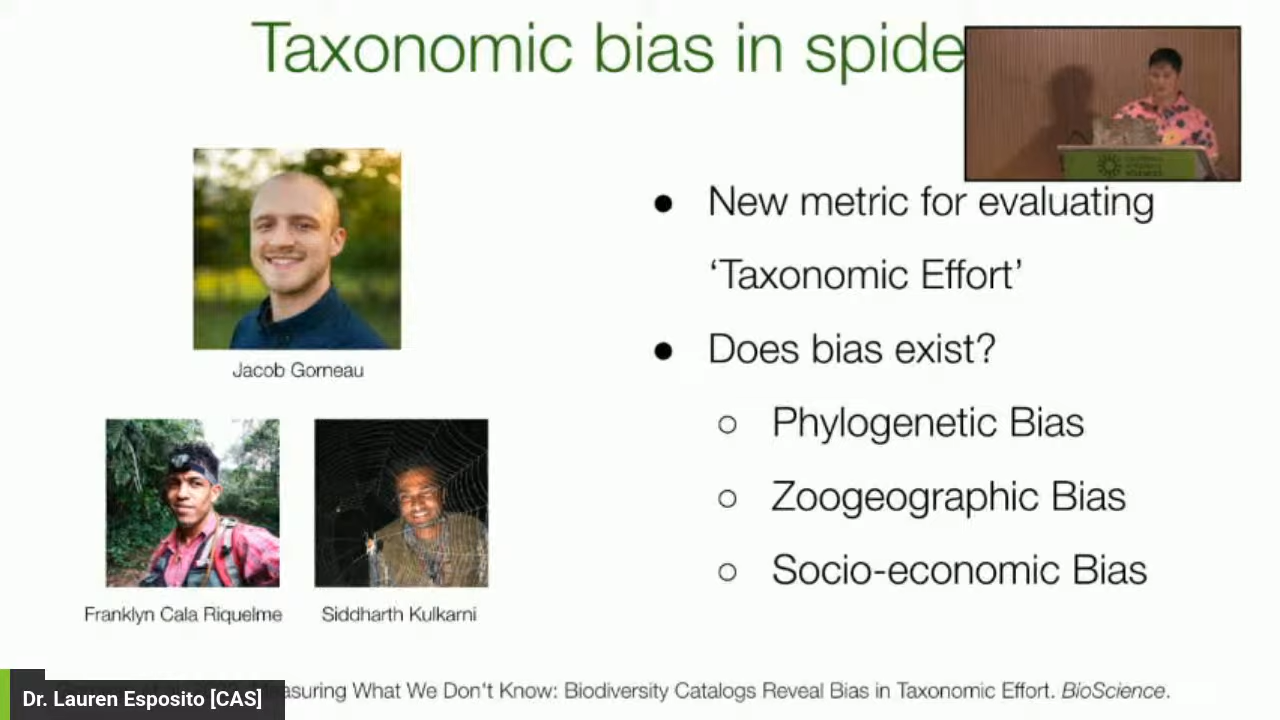 Taxonomic bias in spide
New metric for evaluating
‘Taxonomic Effort’
Does bias exist?
Phylogenetic Bias
Zoogeographic Bias
Socio-economic Bias
Jacob Gorneau
Franklyn Cala Riquelme
Siddharth Kulkarni
Dr. Lauren Esposito [CAS]
easuring What We Don't Know: Biodiversity Catalogs Reveal Bias in Taxonomic Effort. BioScience.